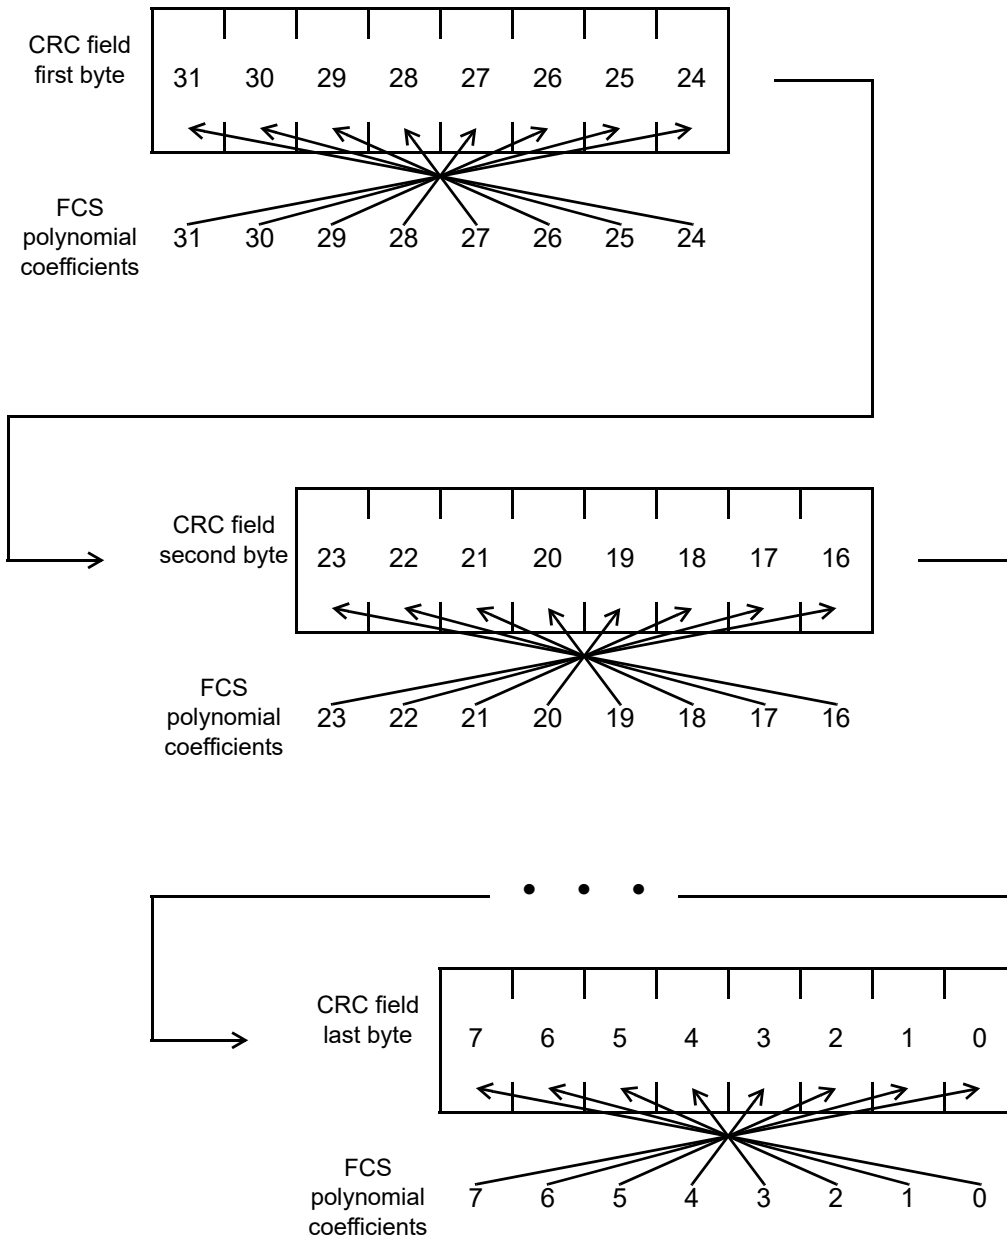 CRC field
first byte
31 30 29 28 27 26 25 24
FCS
polynomial
coefficients
31 30 29 28 27 26 25 24
CRC field
second byte
23 22 21 20 19 18 17 16
FCS
polynomial
coefficients
23 22 21 20 19 18 17 16
• • •
CRC field
last byte
7 6 5 4 3 2 1 0
FCS
polynomial
coefficients
7 6 5 4 3 2 1 0